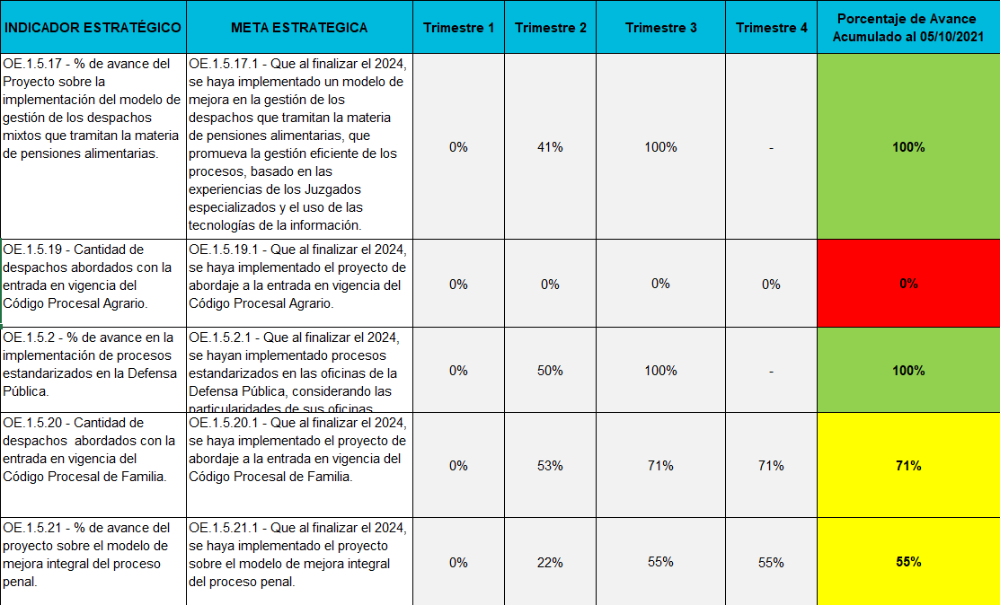 INDICADOR ESTRATÉGICO
META ESTRATEGICA
Trimestre 1
Trimestre 2
Trimestre 3
Trimestre 4
Porcentaje de Avance
Acumulado al 05/10/2021
OE.1.5.17 - % de avance del
Proyecto sobre la
implementación del modelo de
gestión de los despachos
mixtos que tramitan la materia
de pensiones alimentarias.
OE.1.5.17.1 - Que al finalizar el 2024,
se haya implementado un modelo de
mejora en la gestión de los
despachos que tramitan la materia
de pensiones alimentarias, que
promueva la gestión eficiente de los
procesos, basado en las
experiencias de los Juzgados
especializados y el uso de las
tecnologías de la información.
0%
41%
100%
-
100%
OE.1.5.19 - Cantidad de
despachos abordados con la
entrada en vigencia del
Código Procesal Agrario.
OE.1.5.19.1 - Que al finalizar el 2024,
se haya implementado el proyecto de
abordaje a la entrada en vigencia del
Código Procesal Agrario.
0%
0%
0%
0%
0%
OE.1.5.2 - % de avance en la
implementación de procesos
estandarizados en la Defensa
Pública.
OE.1.5.2.1 - Que al finalizar el 2024,
se hayan implementado procesos
estandarizados en las oficinas de la
Defensa Pública, considerando las
particularidades de sus oficinas
0%
50%
100%
-
100%
OE.1.5.20 - Cantidad de
despachos  abordados con la
entrada en vigencia del
Código Procesal de Familia.
OE.1.5.20.1 - Que al finalizar el 2024,
se haya implementado el proyecto de
abordaje a la entrada en vigencia del
Código Procesal de Familia.
0%
53%
71%
71%
71%
OE.1.5.21 - % de avance del
proyecto sobre el modelo de
mejora integral del proceso
penal.
OE.1.5.21.1 - Que al finalizar el 2024,
se haya implementado el proyecto
sobre el modelo de mejora integral
del proceso penal.
0%
22%
55%
55%
55%